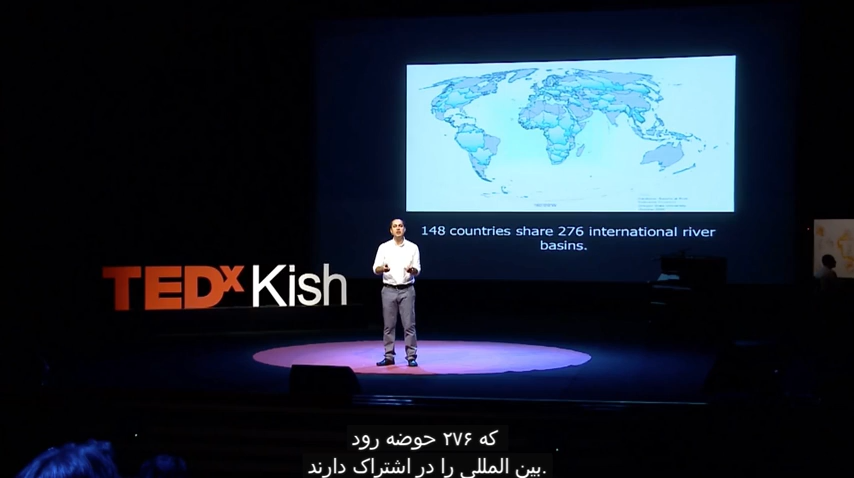 148 countries share 276 international river
basins.
TEDx Kish
که ۲۷۶ حوضه رود
بین المللی را در اشتراک دارند.